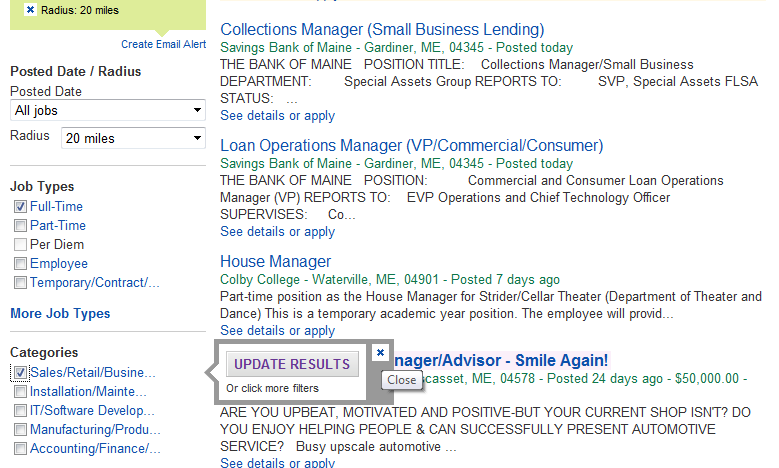 Radius: 20 miles
Create Email Alert
Posted Date / Radius
Posted Date
All jobs
Radius 20 miles
Job Types
Full-Time
Part-Time
Per Diem
Employee
Temporary/Contract/...
More Job Types
Categories
Sales/Retail/Busine...
Installation/Mainte...
IT/Software Develop...
Manufacturing/Produ...
Accounting/Finance/...
Collections Manager (Small Business Lending)
Savings Bank of Maine - Gardiner, ME, 04345 - Posted today
THE BANK OF MAINE POSITION TITLE: Collections Manager/Small Business
DEPARTMENT: Special Assets Group REPORTS TO: SVP, Special Assets FLSA
STATUS: ...
See details or apply
Loan Operations Manager (VP/Commercial/Consumer)
Savings Bank of Maine - Gardiner, ME, 04345 - Posted today
THE BANK OF MAINE POSITION: Commercial and Consumer Loan Operations
Manager (VP) REPORTS TO: EVP Operations and Chief Technology Officer
SUPERVISES: Co...
See details or apply
House Manager
Colby College - Waterville, ME, 04901 - Posted 7 days ago
Part-time position as the House Manager for Strider/Cellar Theater (Department of Theater and
Dance) This is a temporary academic year position. The employee will provid...
See details or apply
UPDATE RESULTS
Or click more filters
Close
nager/Advisor - Smile Again!
casset, ME, 04578 - Posted 24 days ago - $50,000.00 -
ARE YOU UPBEAT, MOTIVATED AND POSITIVE-BUT YOUR CURRENT SHOP ISN'T? DO
YOU ENJOY HELPING PEOPLE & CAN SUCCESSFULLY PRESENT AUTOMOTIVE
SERVICE? Busy upscale automotive ...
See details or apply